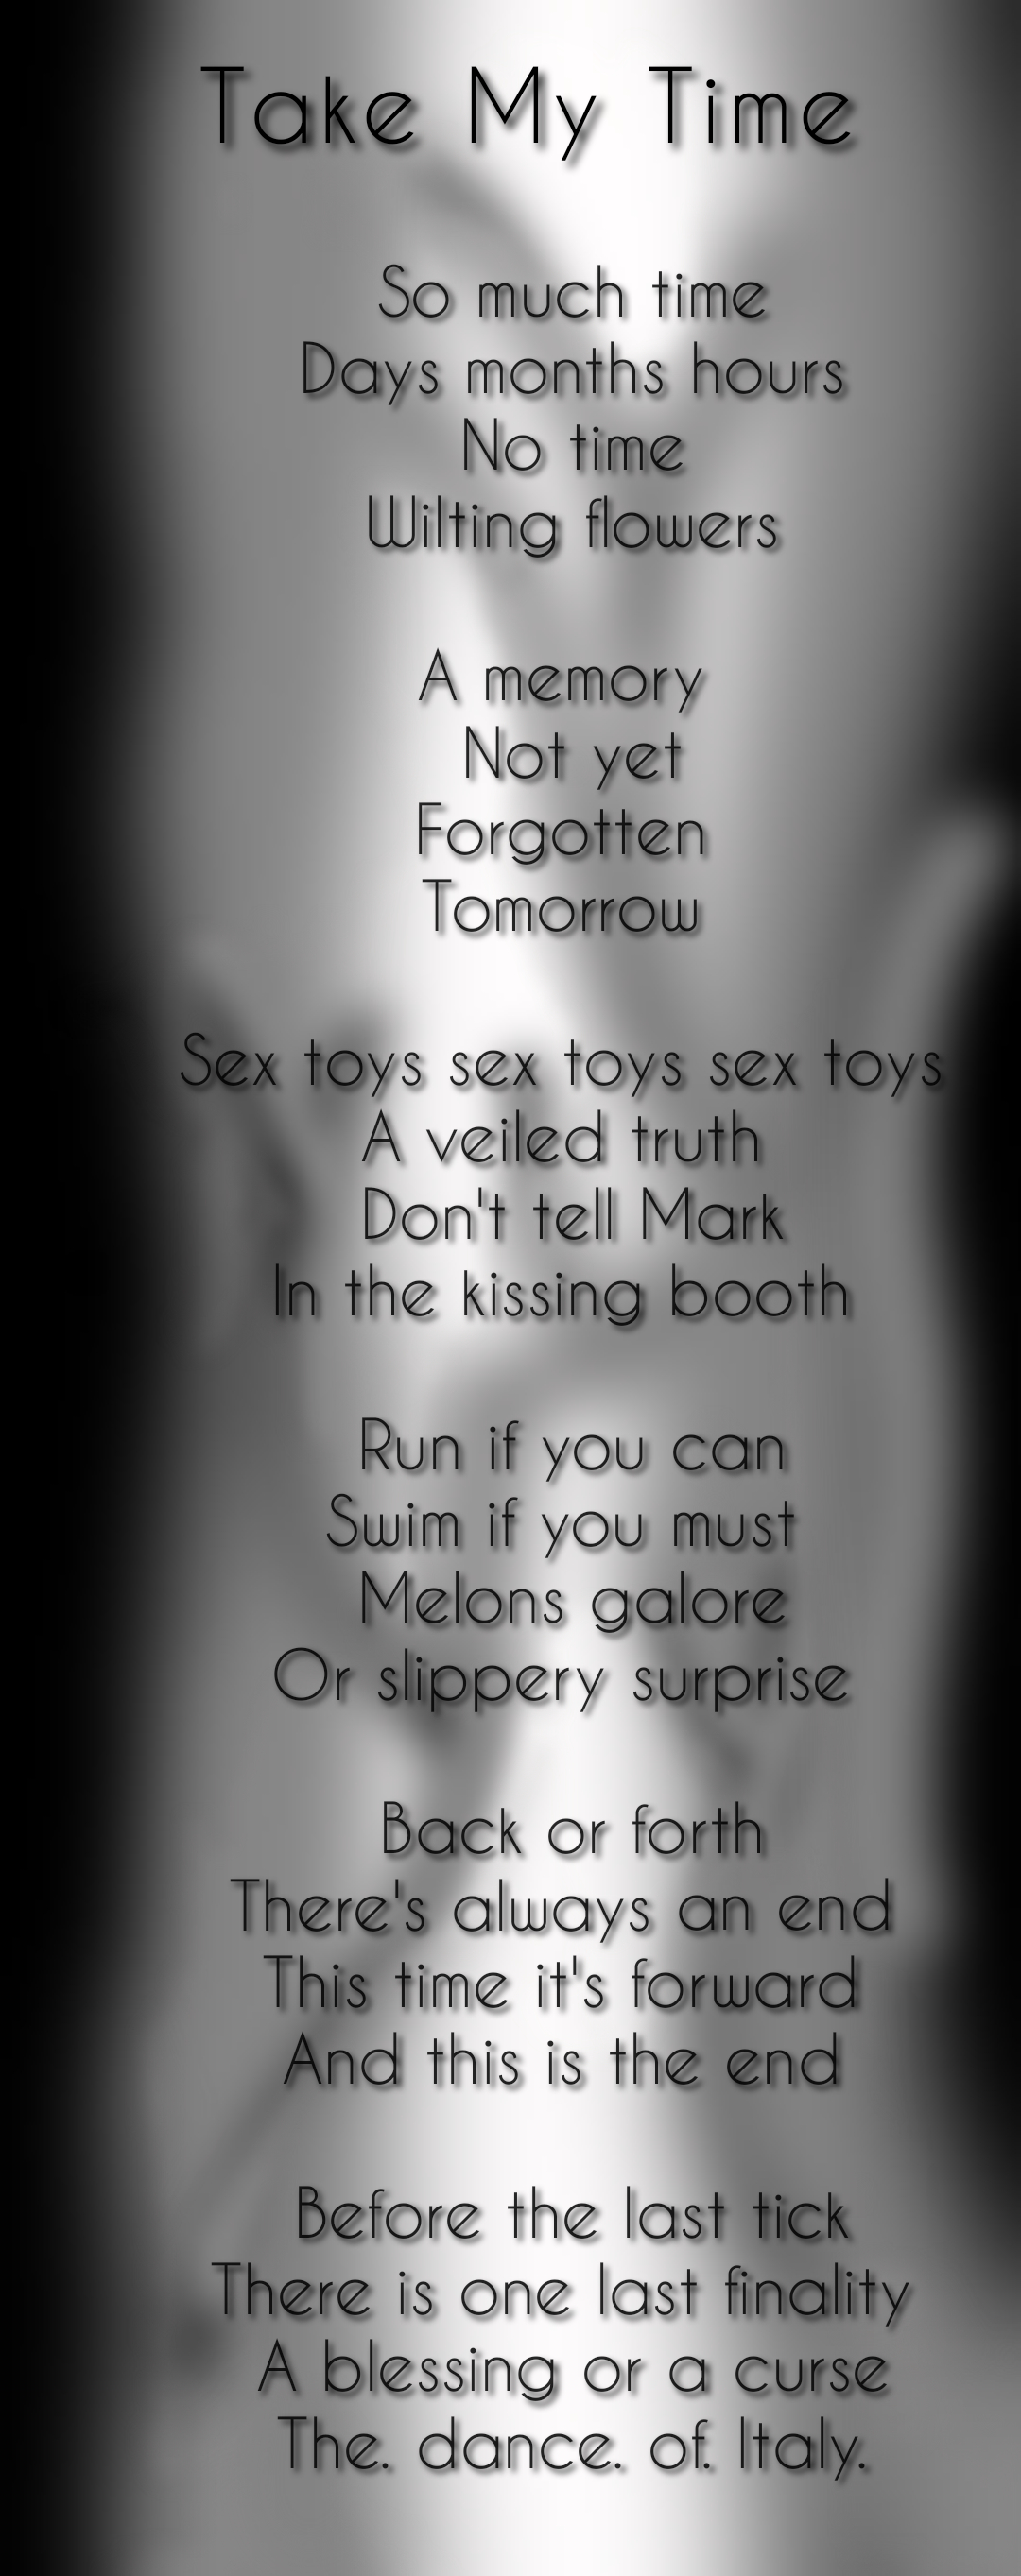 Take My Time
So much time
Days months hours
No time
Wilting flowers
A memory
Not yet
Forgotten
Tomorrow
Sex toys sex toys sex toys
A veiled truth
Don't tell Mark
In the kissing booth
Run if you can
Swim if you must
Melons galore
Or slippery surprise
Back or forth
There's always an end
This time it's forward
And this is the end
Before the last tick
There is one last finality
A blessing or a curse
The. dance. of. Italy.